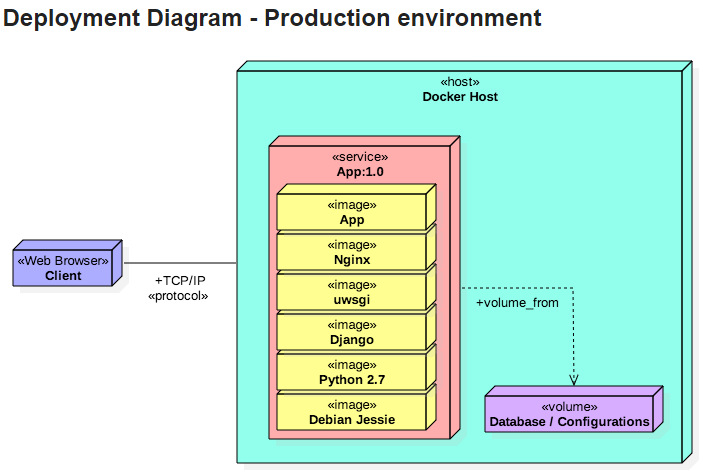 Deployment Diagram - Production environment
«host»
Docker Host
«service»
App:1.0
«image»
App
«image»
Nginx
«image»
uwsgi
«image»
Django
«image»
Python 2.7
«image»
Debian Jessie
«Web Browser»
Client
+TCP/IP
«protocol»
+volume_from
«volume»
Database / Configurations